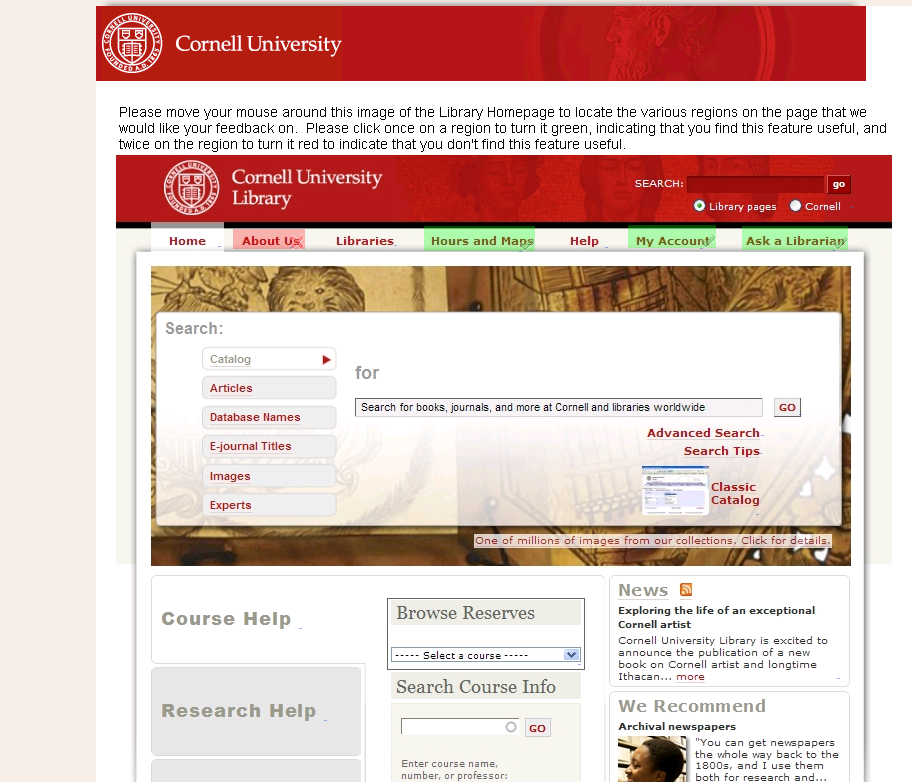 Cornell University
Please move your mouse around this image of the Library Homepage to locate the various regions on the page that we
would like your feedback on.  Please click once on a region to turn it green, indicating that you find this feature useful, and
twice on the region to turn it red to indicate that you don't find this feature useful.
Cornell University
Library
SEARCH: go
Library pages Cornell
Home About Us Libraries Hours and Maps Help My Account Ask a Librarian
Search:
Catalog
for
Articles
Search for books, journals, and more at Cornell and libraries worldwide GO
Database Names
Advanced Search
E-journal Titles
Search Tips
Images
Classic
Catalog
Experts
One of millions of images from our collections. Click for details.
Course Help
Research Help
Browse Reserves
----- Select a course -----
Search Course Info
GO
Enter course name,
number, or professor:
News
Exploring the life of an exceptional
Cornell artist
Cornell University Library is excited to
announce the publication of a new
book on Cornell artist and longtime
Ithacan... more
We Recommend
Archival newspapers
"You can get newspapers
the whole way back to the
1800s, and I use them
both for research and...